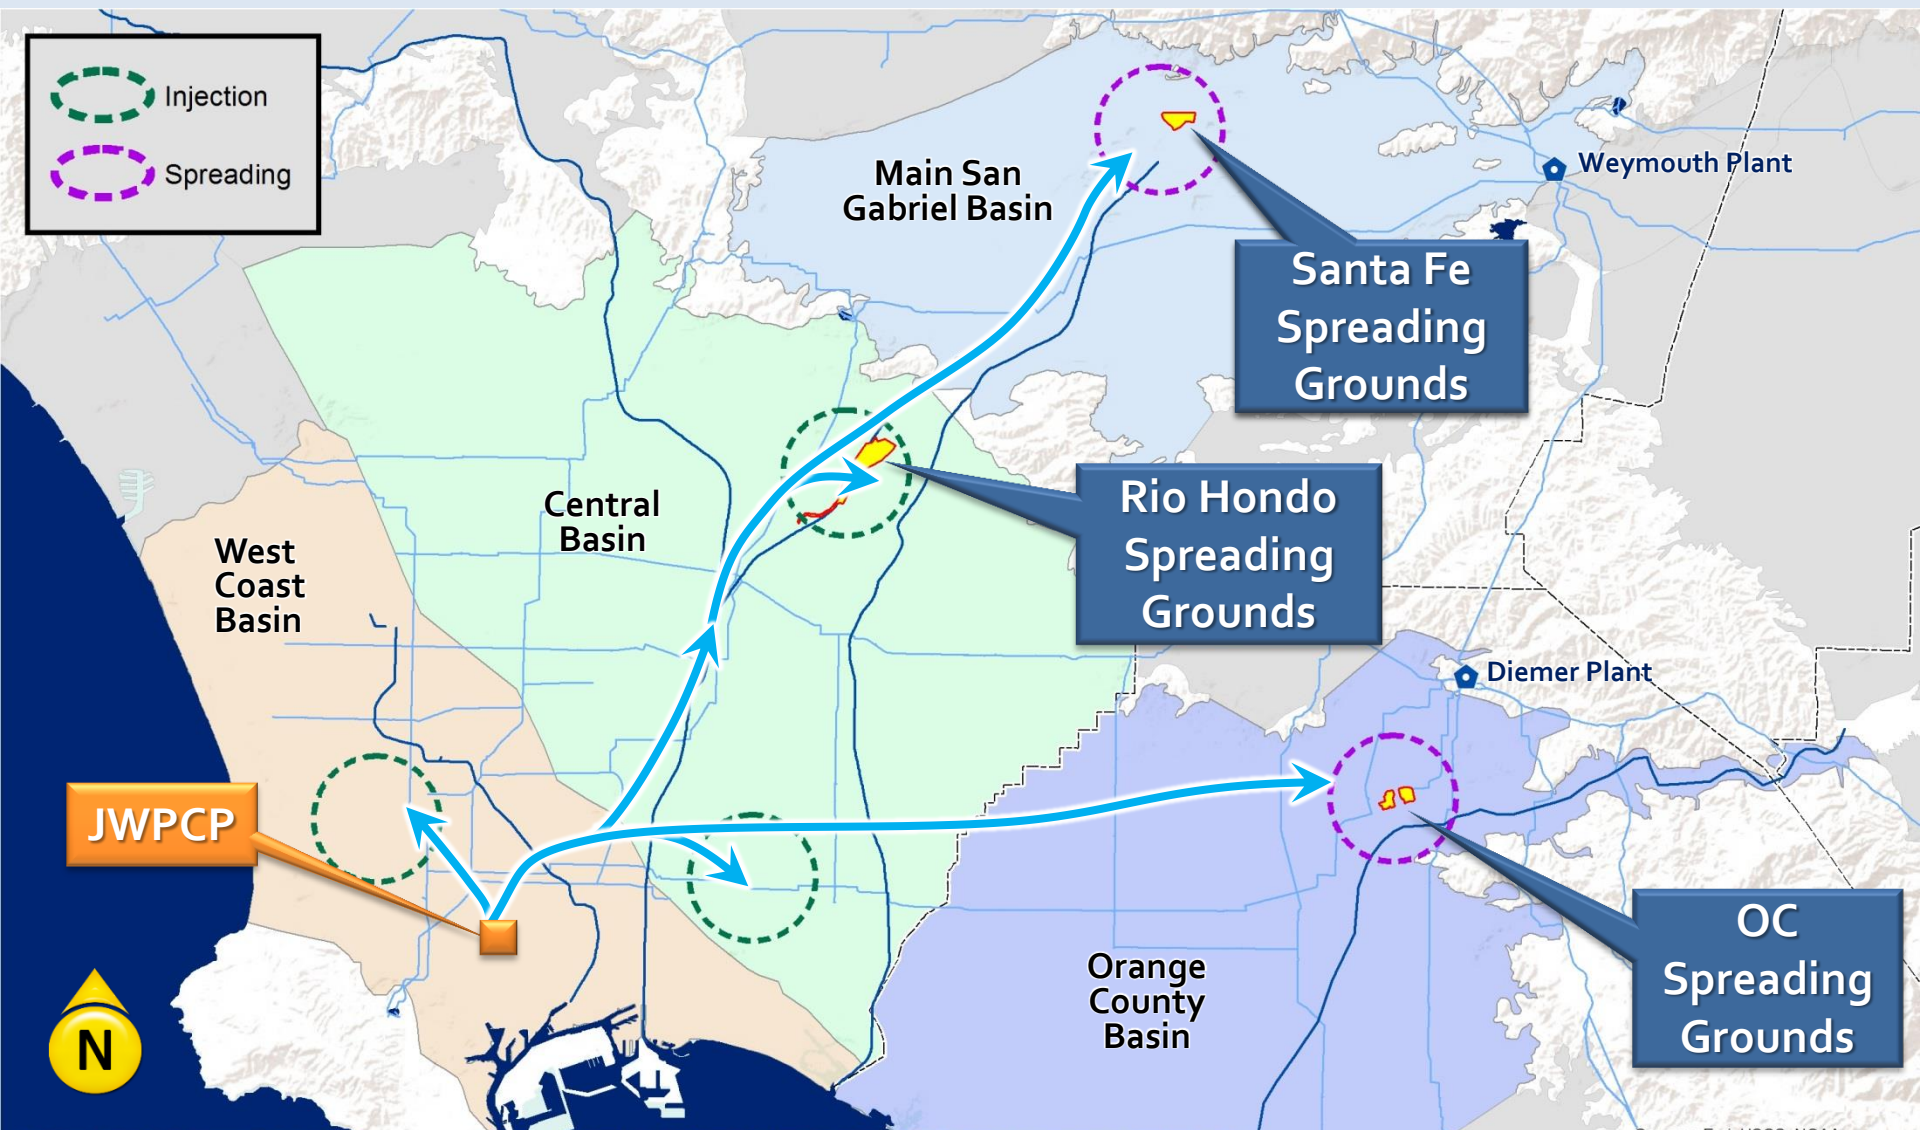 Injection
Spreading
Main San
Gabriel Basin
Weymouth Plant
Santa Fe
Spreading
Grounds
Central
Basin
Rio Hondo
Spreading
Grounds
West
Coast
Basin
Diemer Plant
JWPCP
OC
Spreading
Grounds
Orange
County
Basin
N